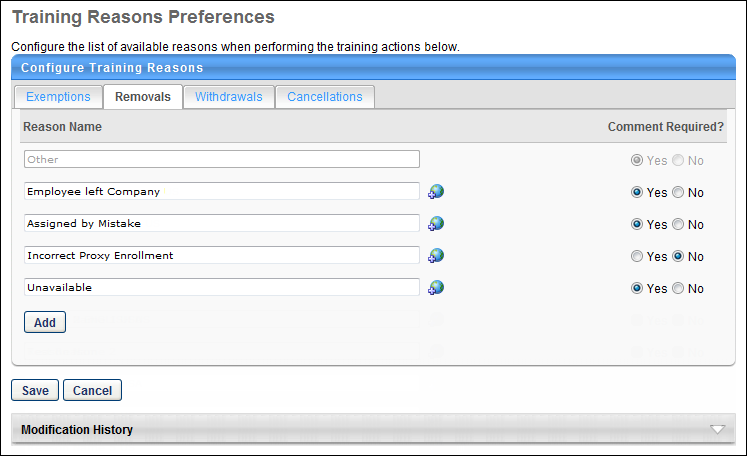 Training Reasons Preferences
Configure the list of available reasons when performing the training actions below.
Configure Training Reasons
Exemptions Removals Withdrawals Cancellations
Reason Name Comment Required?
Other Yes No
Employee left Company Yes No
Assigned by Mistake Yes No
Incorrect Proxy Enrollment Yes No
Unavailable Yes No
Add
Save Cancel
Modification History